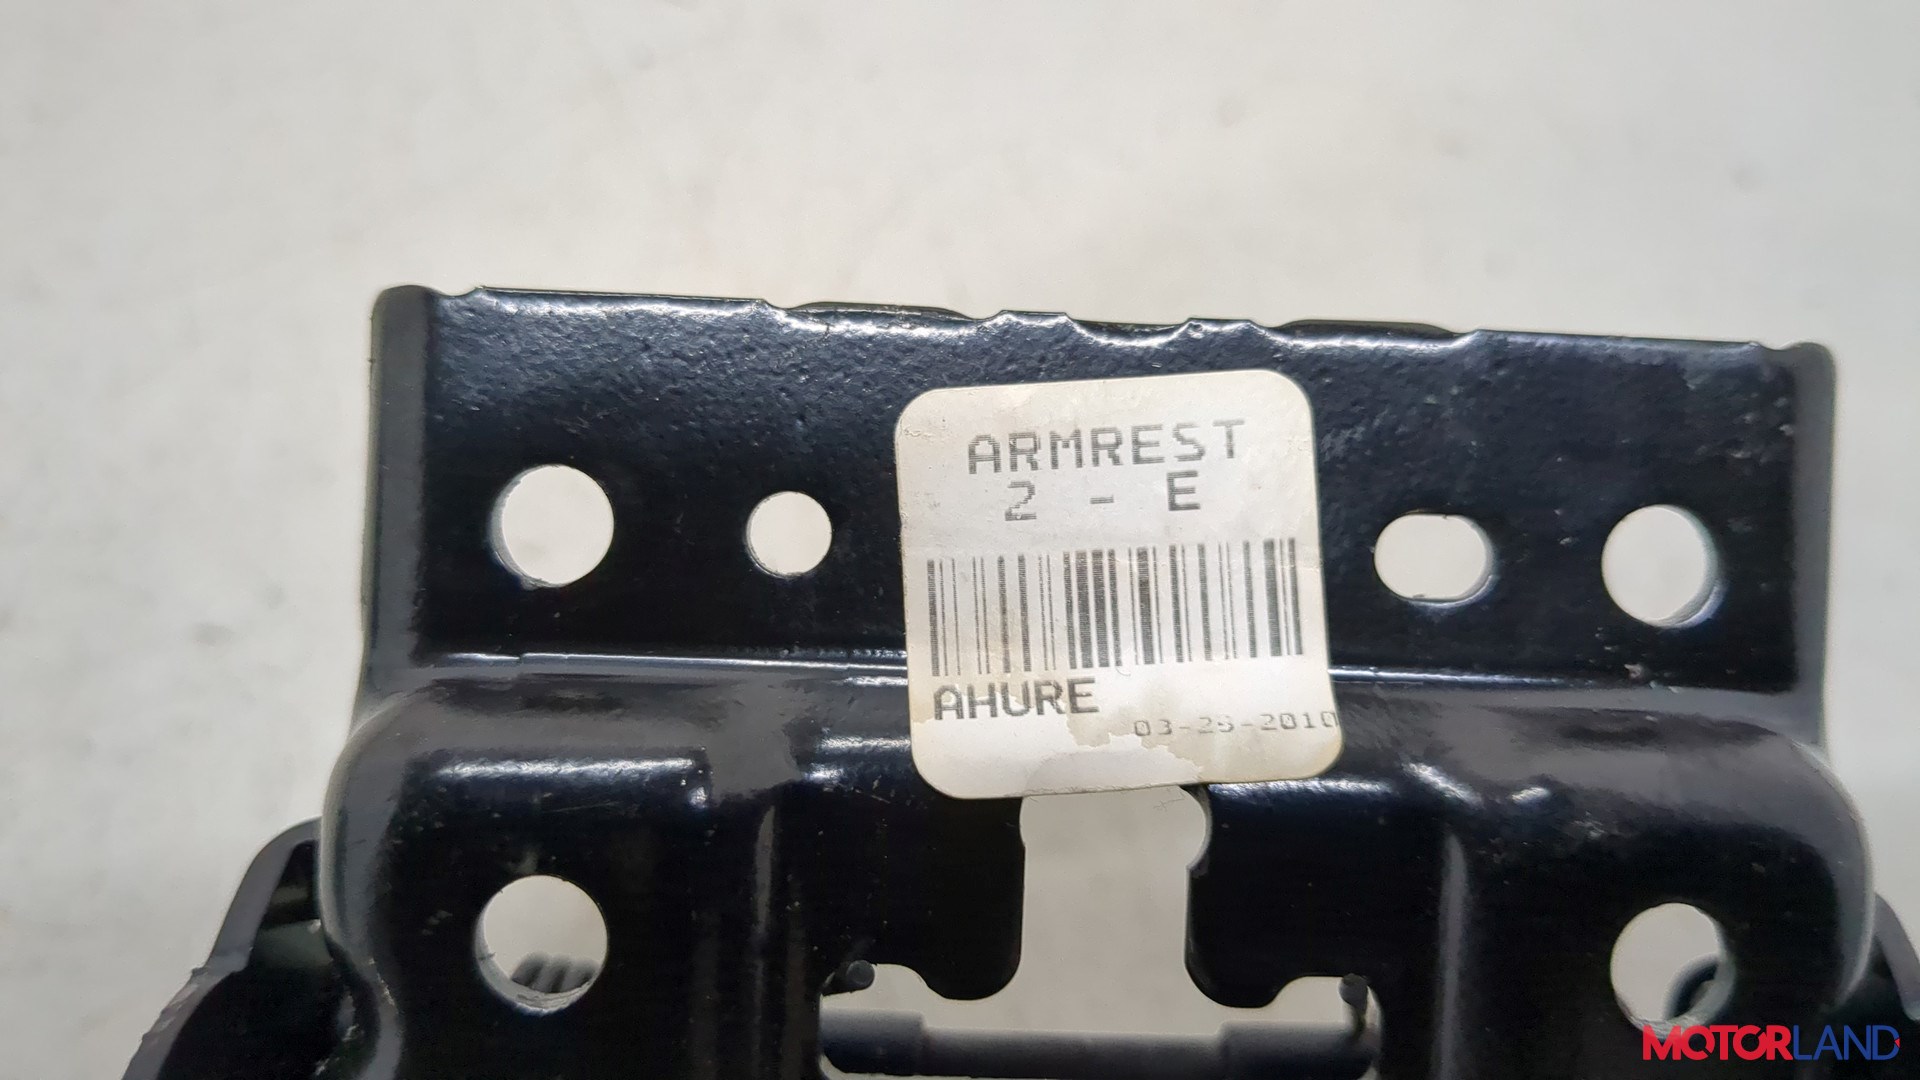 ARMREST
2 - E
AHURE
MOTORLAND